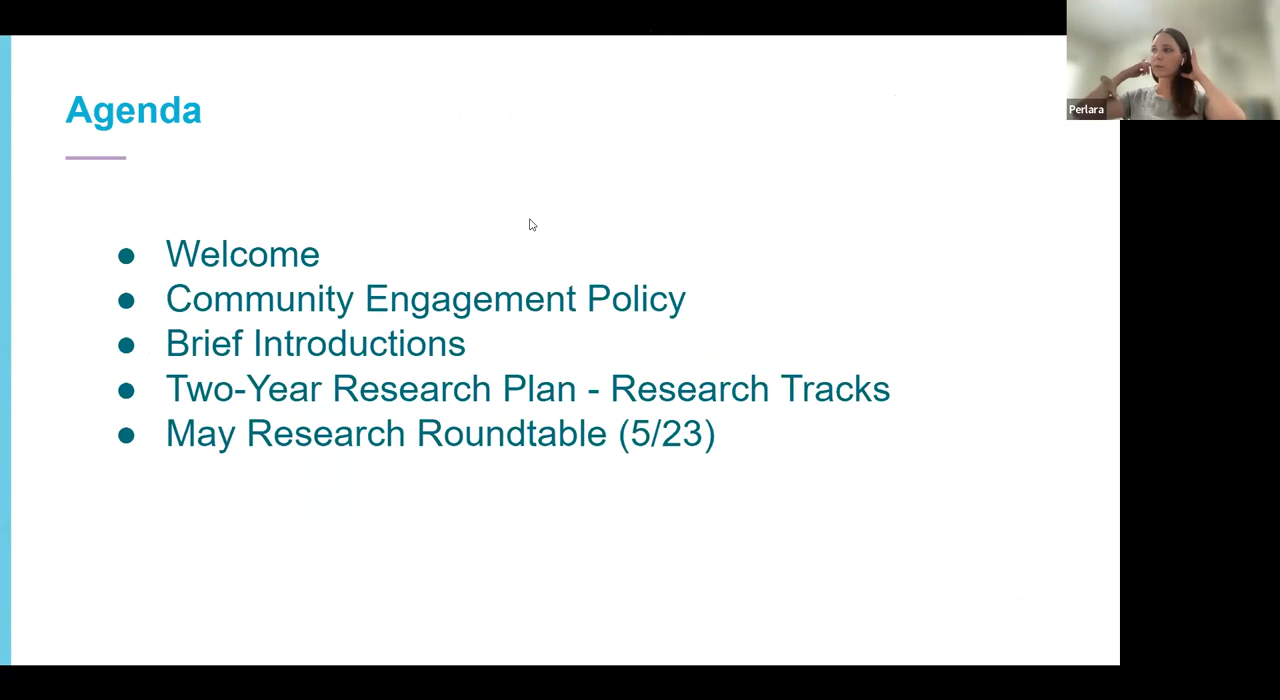 Agenda
● Welcome
● Community Engagement Policy
● Brief Introductions
● Two-Year Research Plan - Research Tracks
● May Research Roundtable (5/23)
Perlara